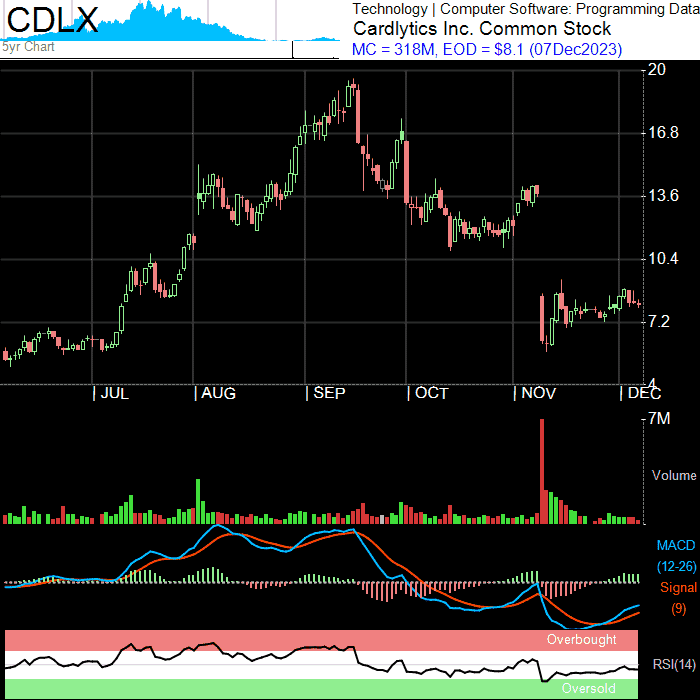 CDLX
5yr Chart
Technology | Computer Software: Programming Data
Cardlytics Inc. Common Stock
MC = 318M, EOD = $8.1 (07Dec2023)
20
16.8
13.6
10.4
7.2
4
JUL AUG SEP OCT NOV DEC
7M
Volume
MACD
(12-26)
Signal
(9)
Overbought
RSI(14)
Oversold